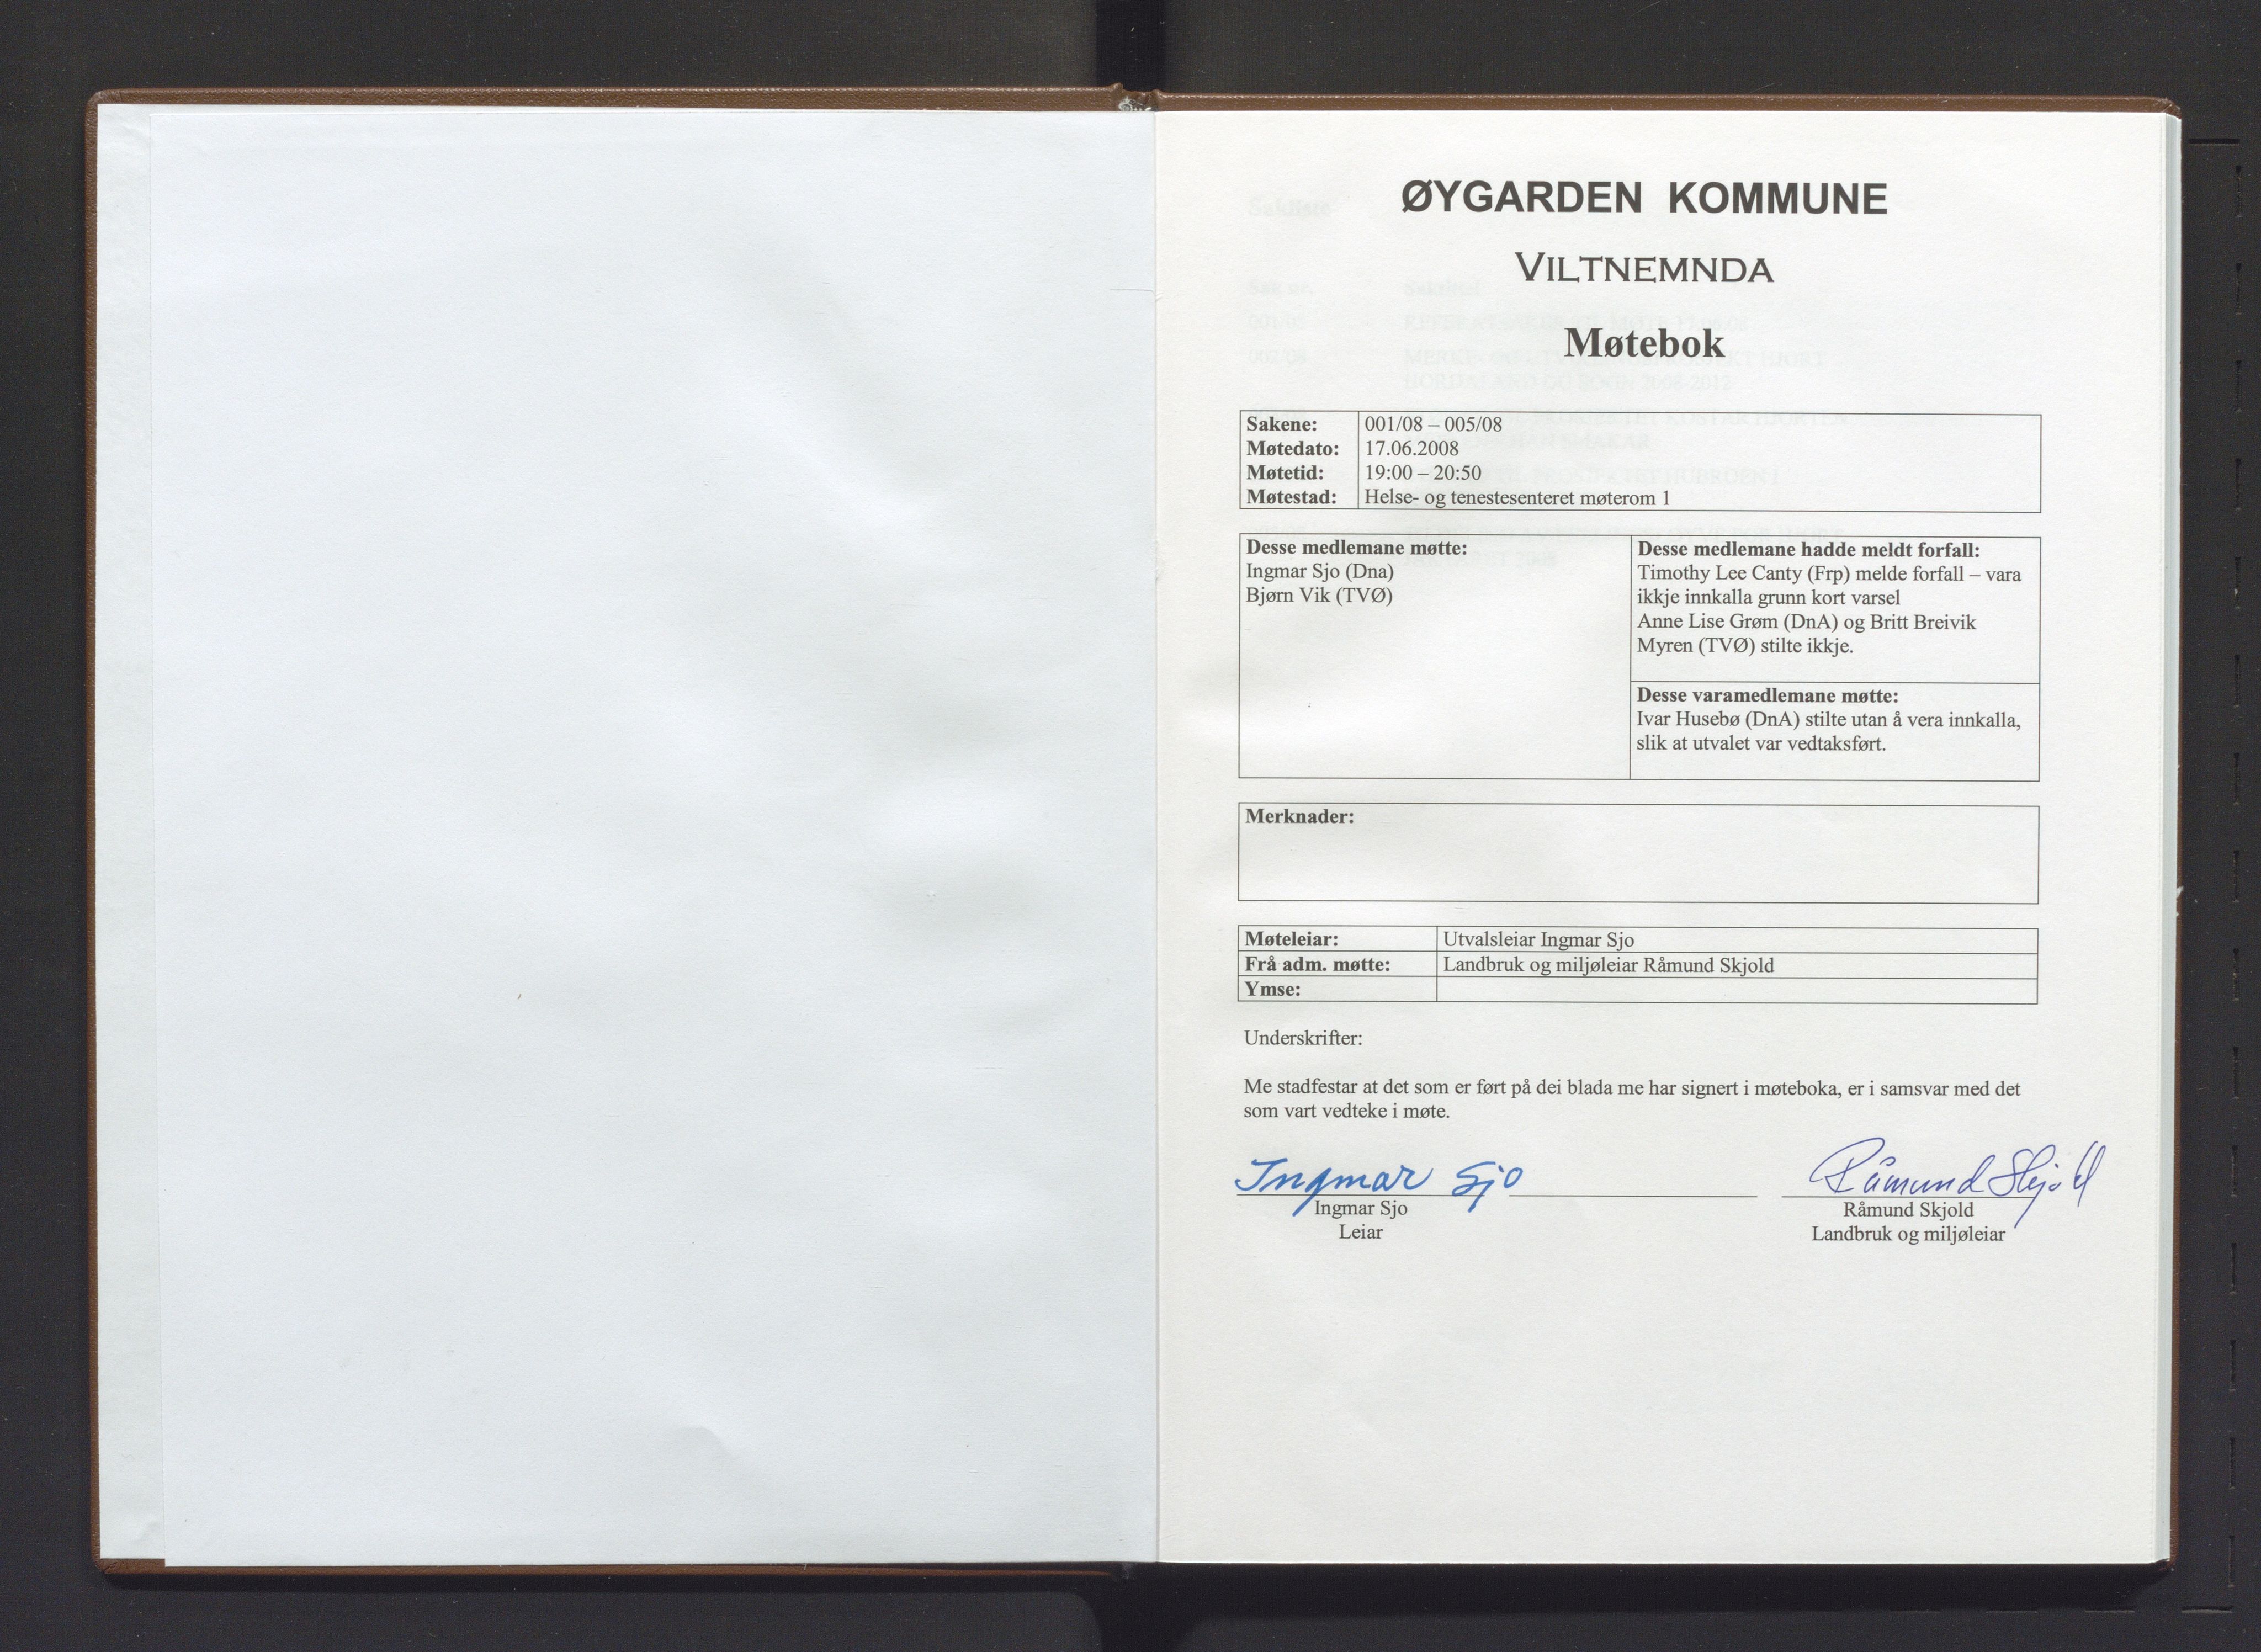 ØYGARDEN KOMMUNE
VILTNEMNDA
Møtebok
Sakene: 001/08 – 005/08
Møtedato: 17.06.2008
Møtetid: 19:00 – 20:50
Møtestad: Helse- og tenestesenteret møterom 1
Desse medlemane møtte:
Ingmar Sjo (Dna)
Bjørn Vik (TVØ)
Desse medlemane hadde meldt forfall:
Timothy Lee Canty (Frp) melde forfall – vara
ikkje innkalla grunn kort varsel
Anne Lise Grøm (DnA) og Britt Breivik
Myren (TVØ) stilte ikkje.
Desse varamedlemane møtte:
Ivar Husebø (DnA) stilte utan å vera innkalla,
slik at utvalet var vedtaksført.
Merknader:
Møteleiar: Utvalsleiar Ingmar Sjo
Frå adm. møtte: Landbruk og miljøleiar Råmund Skjold
Ymse:
Underskrifter:
Me stadfestar at det som er ført på dei blada me har signert i møteboka, er i samsvar med det
som vart vedteke i møte.
Ingmar Sjo Råmund Skjold
Ingmar Sjo Råmund Skjold
Leiar Landbruk og miljøleiar